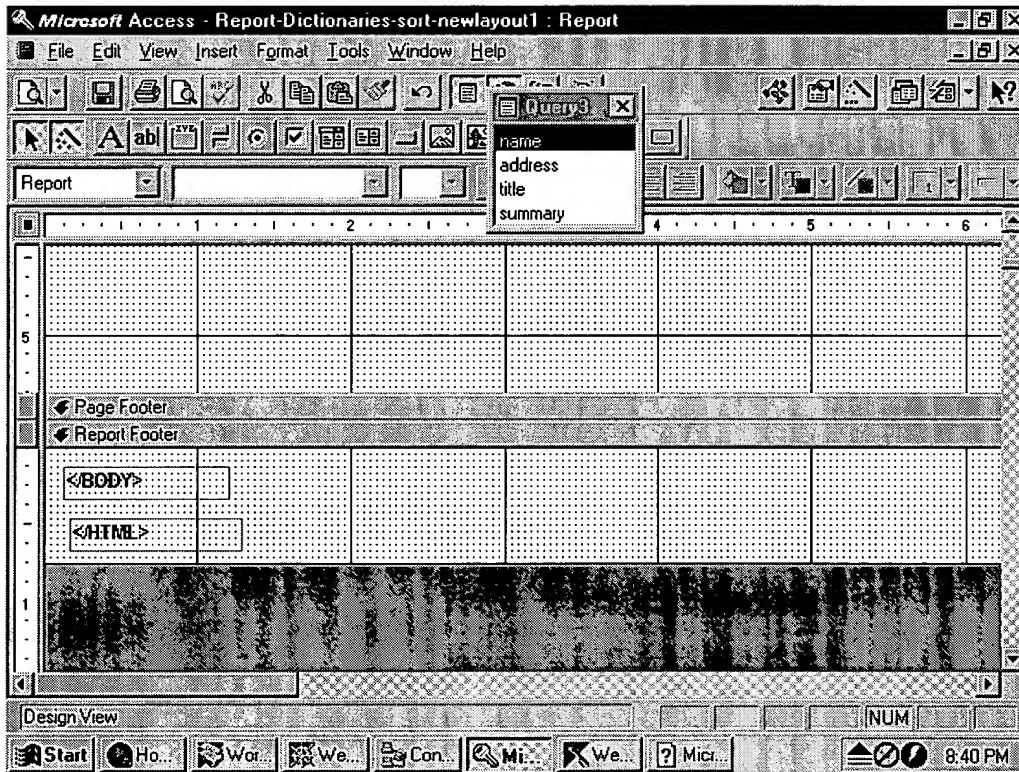 Microsoft Access - Report-Dictionaries-sort-newlayout1 : Report
File Edit View Insert Format Tools Window Help
Query3
name
address
title
summary
Report
1 2 4 5 6
5
Page Footer
Report Footer
</BODY>
</HTML>
1
Design View NUM
Start Ho... Wor... We... Con... Mi... We... Micr... 8:40 PM